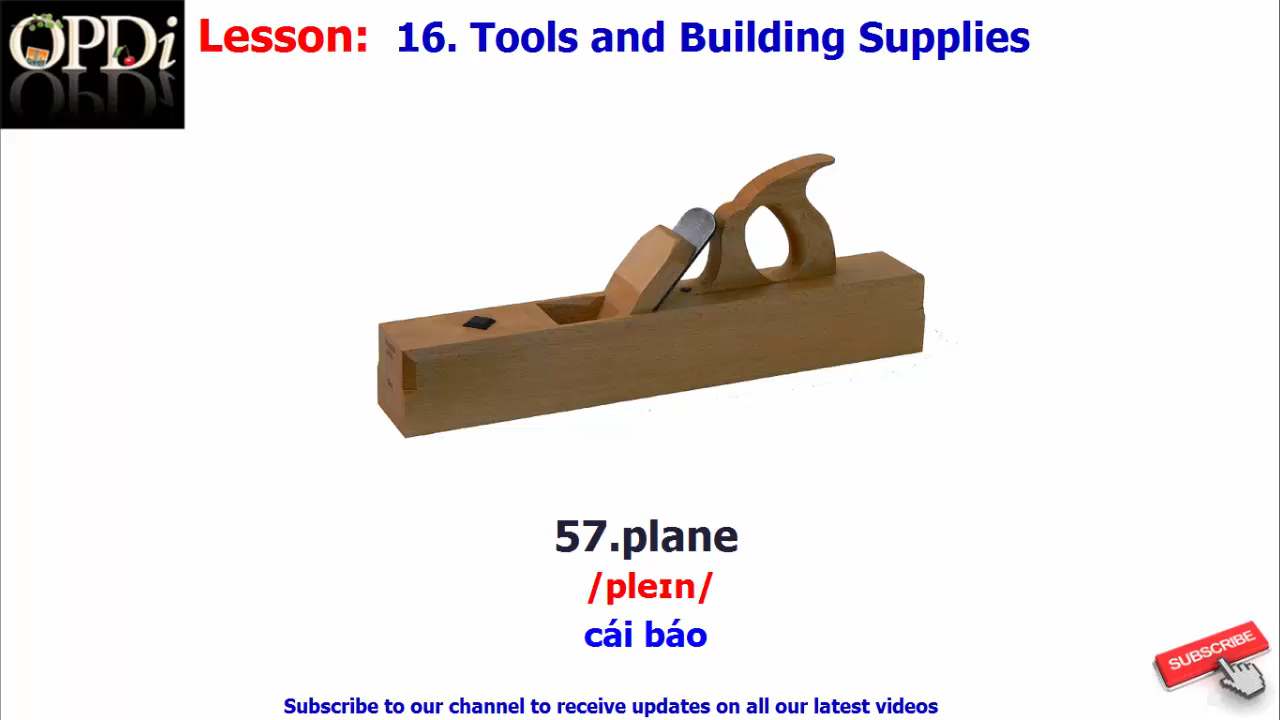 OPDi
Lesson: 16. Tools and Building Supplies
57.plane
/pleɪn/
cái báo
SUBSCRIBE
Subscribe to our channel to receive updates on all our latest videos